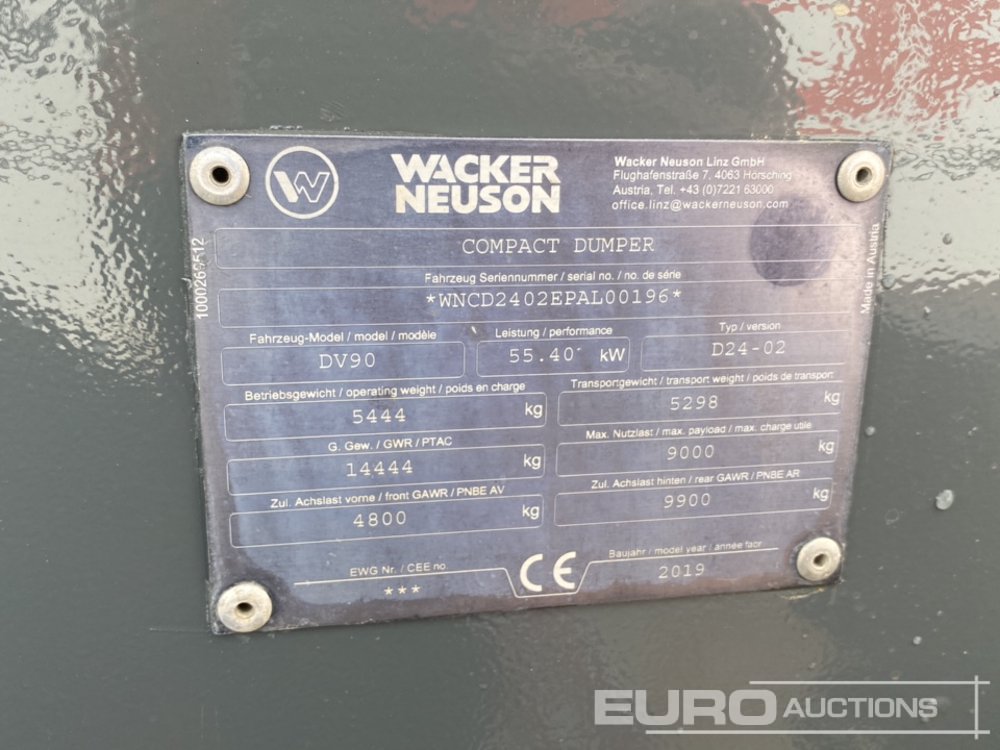 WACKER
NEUSON
Wacker Neuson Linz GmbH
Flughafenstraße 7, 4063 Hörsching
Austria, Tel. +43 (0)7221 63000
office.linz@wackerneuson.com
COMPACT DUMPER
Fahrzeug Seriennummer / serial no. / no. de série
*WNCD2402EPAL00196*
Fahrzeug-Model / model / modèle
DV90
Leistung / performance
55.40 kW
Typ / version
D24-02
Betriebsgewicht / operating weight / poids en charge
5444 kg
Transportgewicht / transport weight / poids de transport
5298 kg
G. Gew. / GWR / PTAC
14444 kg
Max. Nutzlast / max. payload / max. charge utile
9000 kg
Zul. Achslast vorne / front GAWR / PNBE AV
4800 kg
Zul. Achslast hinten / rear GAWR / PNBE AR
9900 kg
EWG Nr. / CEE no
***
CE
Baujahr / model year / année fabr
2019
Made in Austria
EURO AUCTIONS